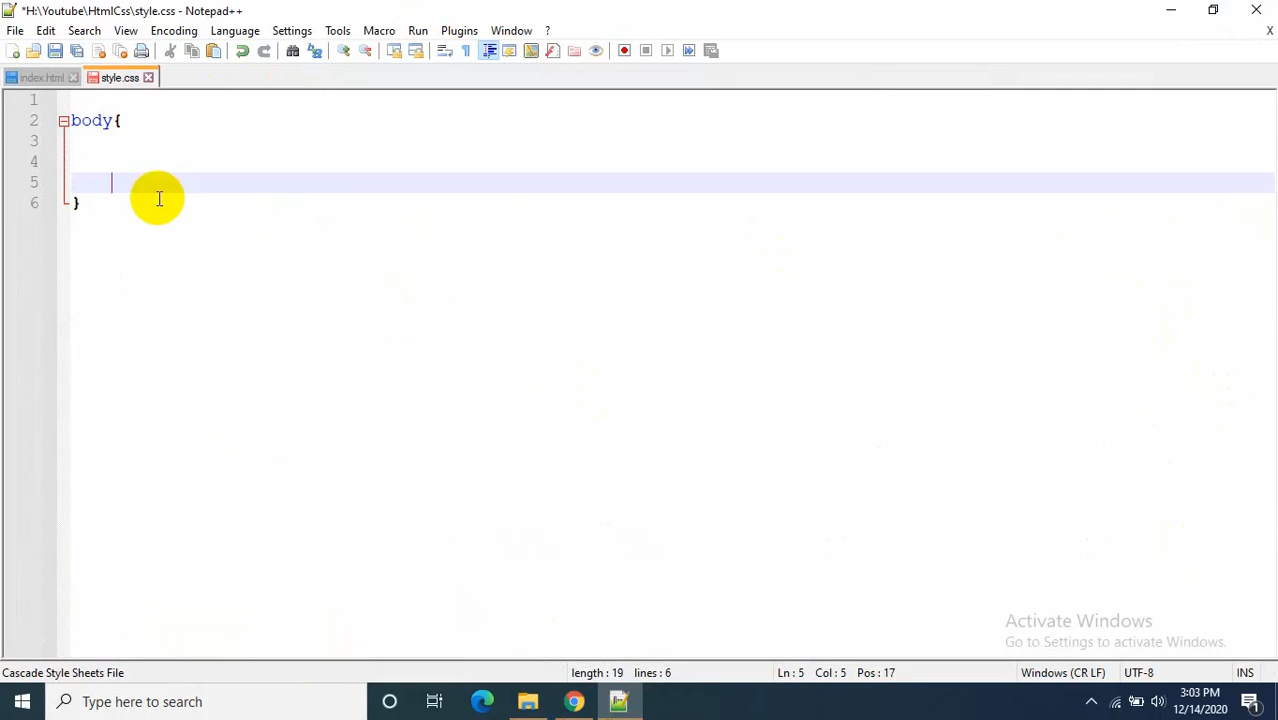 *H:\Youtube\HtmlCss\style.css - Notepad++
File Edit Search View Encoding Language Settings Tools Macro Run Plugins Window ? X
index.html style.css
1
2 body{
3
4
5
6 }
Activate Windows
Go to Settings to activate Windows.
Cascade Style Sheets File length : 19 lines : 6 Ln : 5 Col : 5 Pos : 17 Windows (CR LF) UTF-8 INS
Type here to search
3:03 PM
12/14/2020
1